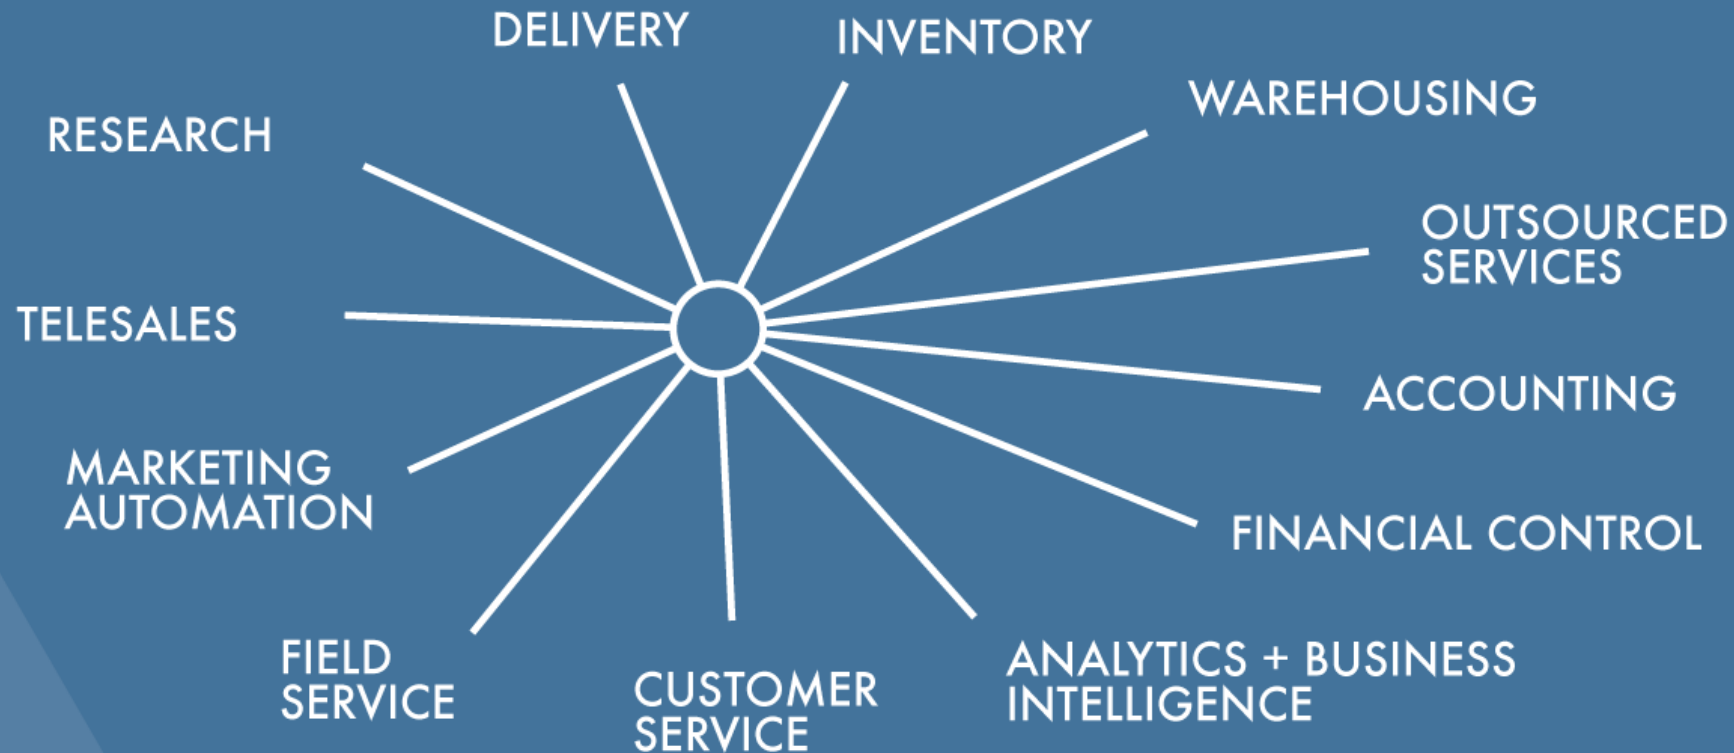 DELIVERY
INVENTORY
WAREHOUSING
RESEARCH
OUTSOURCED
SERVICES
TELESALES
ACCOUNTING
MARKETING
AUTOMATION
FINANCIAL CONTROL
FIELD
SERVICE
CUSTOMER
SERVICE
ANALYTICS + BUSINESS
INTELLIGENCE